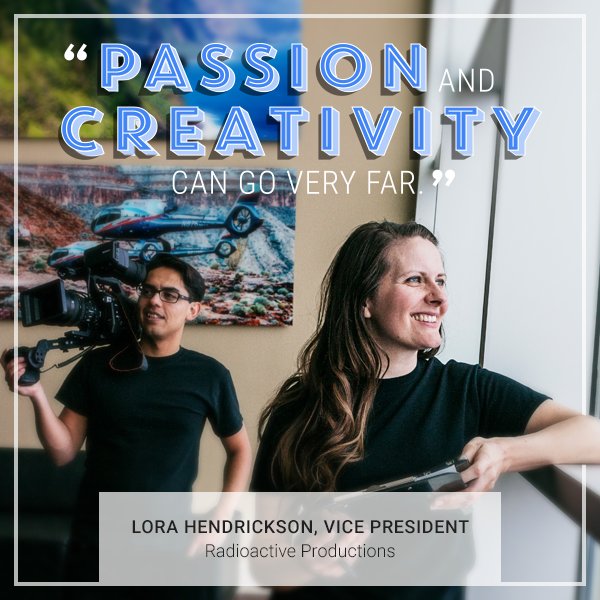 “PASSION AND
CREATIVITY
CAN GO VERY FAR.”
LORA HENDRICKSON, VICE PRESIDENT
Radioactive Productions